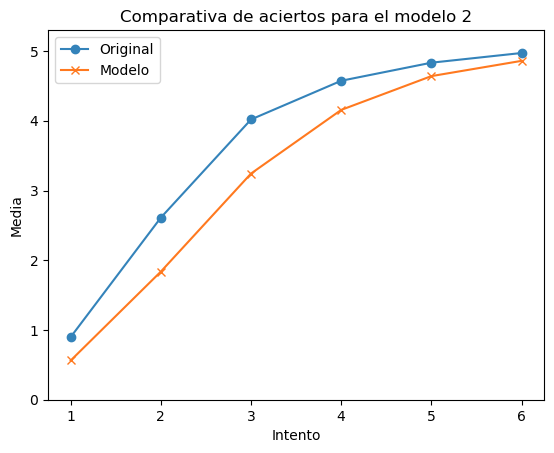 Comparativa de aciertos para el modelo 2
Original
Modelo
5
4
3
2
1
0
Media
1 2 3 4 5 6
Intento